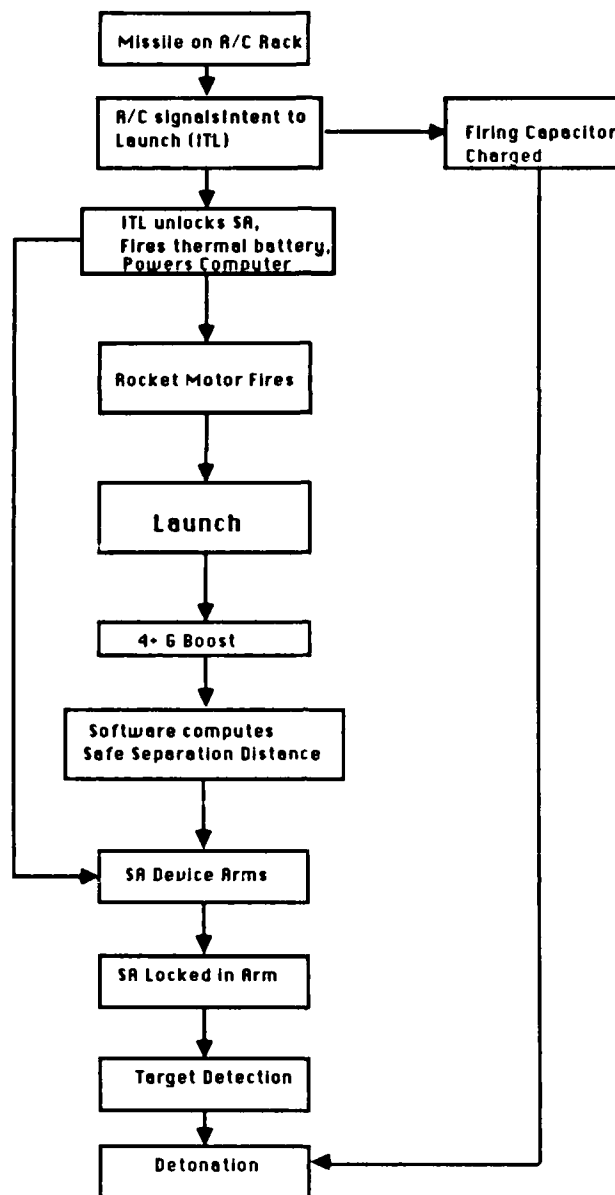 Missile on A/C Rack
A/C signalsIntent to
Launch (ITL)
Firing Capacitor
Charged
ITL unlocks SA,
Fires thermal battery,
Powers Computer
Rocket Motor Fires
Launch
4+ G Boost
Software computes
Safe Separation Distance
SA Device Arms
SA Locked in Arm
Target Detection
Detonation